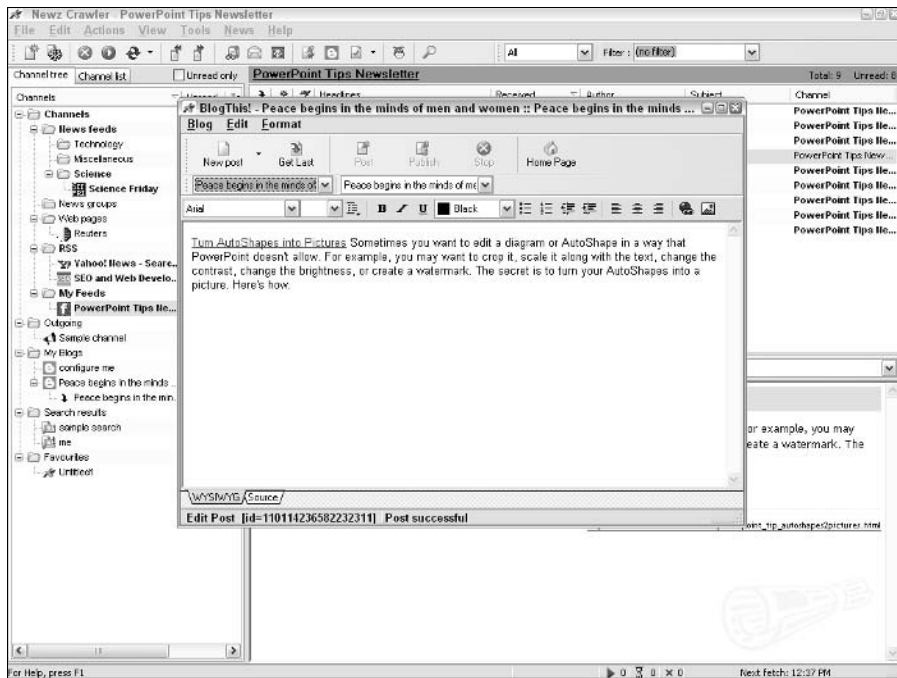 Newz Crawler - PowerPoint Tips Newsletter
File Edit Actions View Tools News Help
All Filter : (no filter)
Channel tree Channel list Unread only PowerPoint Tips Newsletter Total: 9
Channels Headlines Received Author Subject Channel
BlogThis! - Peace begins in the minds of men and women :: Peace begins in the minds ...
Blog Edit Format
New post Get Last Post Publish Stop Home Page
Peace begins in the minds of Peace begins in the minds of me
Arial Black
B I U
Turn AutoShapes into Pictures Sometimes you want to edit a diagram or AutoShape in a way that
PowerPoint doesn't allow. For example, you may want to crop it, scale it along with the text, change the
contrast, change the brightness, or create a watermark. The secret is to turn your AutoShapes into a
picture. Here's how.
WYSIWYG Source
Edit Post [id=110114236582232311] Post successful
Channels
News feeds
Technology
Miscellaneous
Science
Science Friday
News groups
Web pages
Reuters
RSS
Yahoo! News - Searc...
SEO and Web Develo...
My Feeds
PowerPoint Tips Ne...
Outgoing
Sample channel
My Blogs
configure me
Peace begins in the minds ...
Peece begins in the min.
Search results
sample search
me
Favourites
Untitled1
PowerPoint Tips Ne...
PowerPoint Tips Ne...
PowerPoint Tips Ne...
PowerPoint Tips New...
PowerPoint Tips Ne...
PowerPoint Tips Ne...
PowerPoint Tips Ne...
PowerPoint Tips Ne...
PowerPoint Tips Ne...
or example, you may
eate a watermark. The
oint_tip_autoshapes2pictures.html
For Help, press F1 0 0 0 Next fetch: 12:37 PM